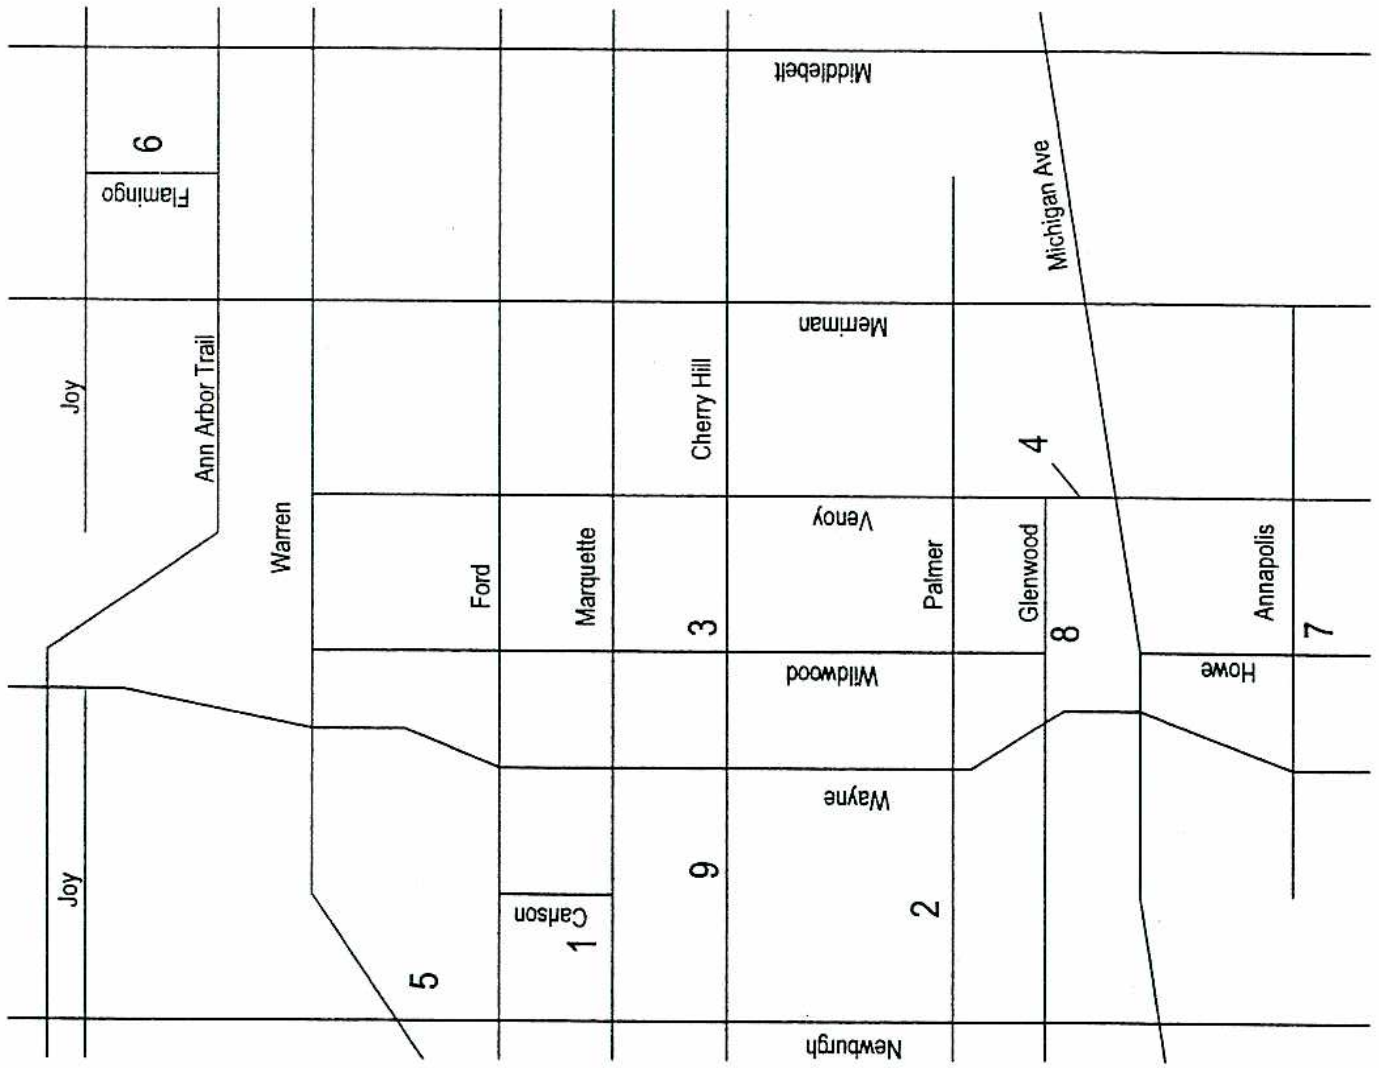 Middlebelt
6
Flamingo
Michigan Ave
Merriman
Joy
Ann Arbor Trail
Cherry Hill
4
Venoy
Warren
Ford
Marquette
Palmer
Glenwood
Annapolis
3
8
7
Wildwood
Howe
Wayne
Joy
9
2
Carlson
1
5
Newburgh